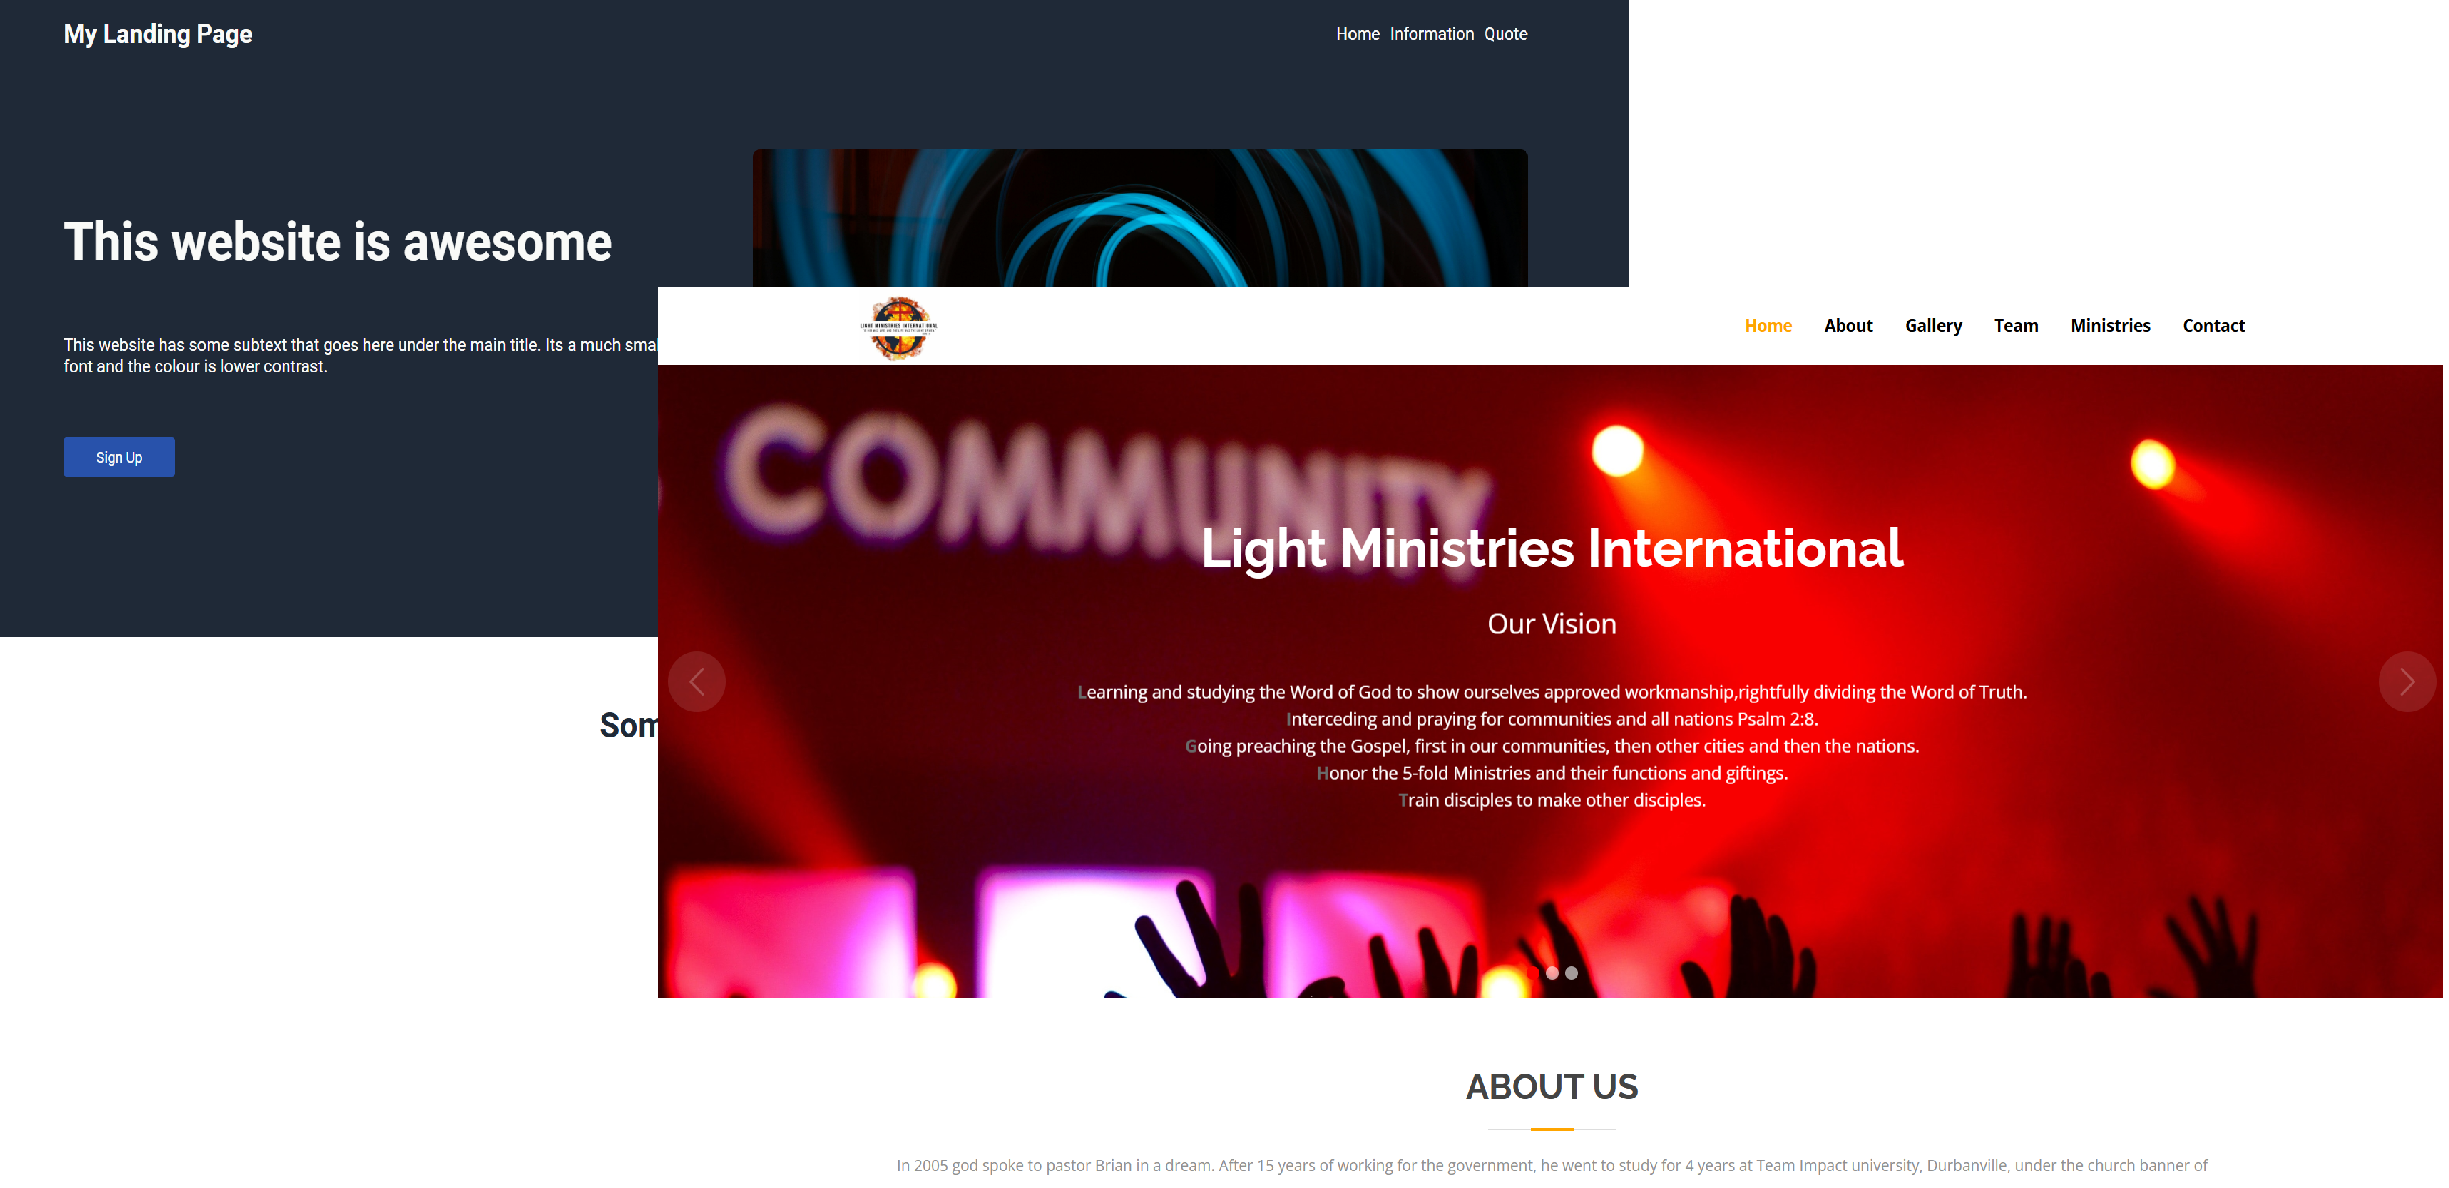 My Landing Page
Home Information Quote
This website is awesome
This website has some subtext that goes here under the main title. Its a much smal
font and the colour is lower contrast.
Sign Up
Som
LIGHT MINISTRIES INTERNATIONAL
Home About Gallery Team Ministries Contact
COMMUNITY
Light Ministries International
Our Vision
Learning and studying the Word of God to show ourselves approved workmanship,rightfully dividing the Word of Truth.
Interceding and praying for communities and all nations Psalm 2:8.
Going preaching the Gospel, first in our communities, then other cities and then the nations.
Honor the 5-fold Ministries and their functions and giftings.
Train disciples to make other disciples.
ABOUT US
In 2005 god spoke to pastor Brian in a dream. After 15 years of working for the government, he went to study for 4 years at Team Impact university, Durbanville, under the church banner of